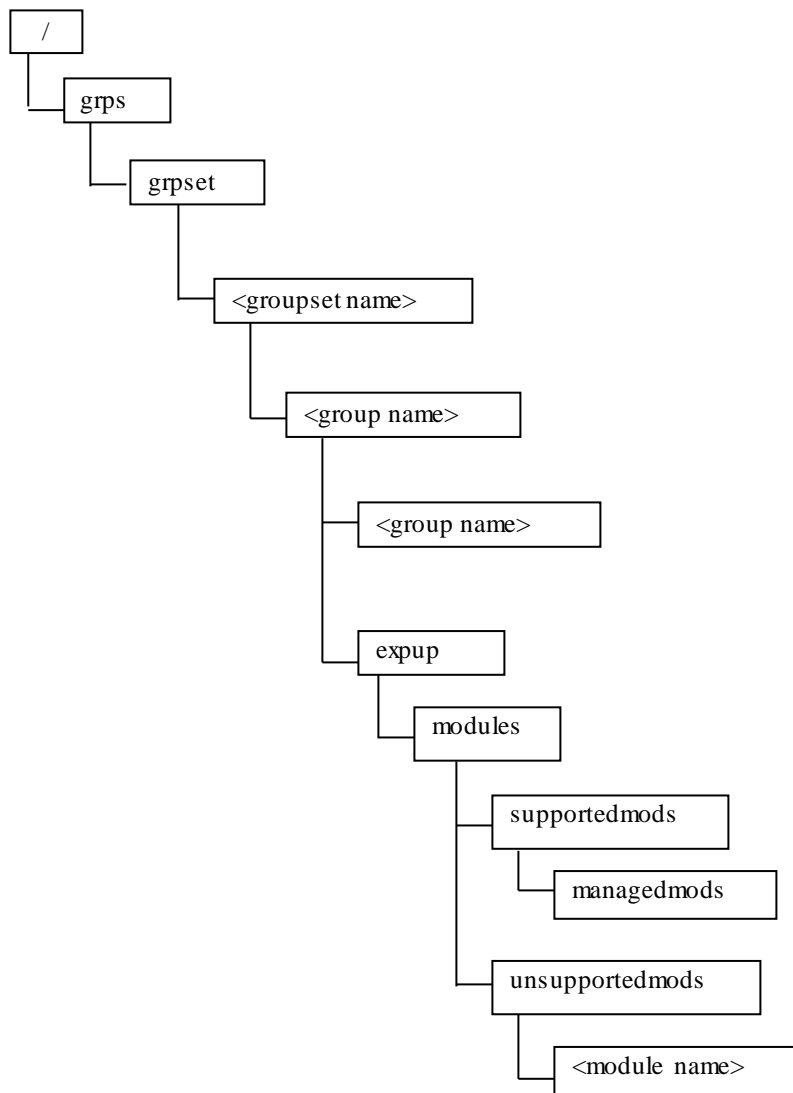 /
grps
grpset
<groupset name>
<group name>
<group name>
expup
modules
supportedmods
managedmods
unsupportedmods
<module name>